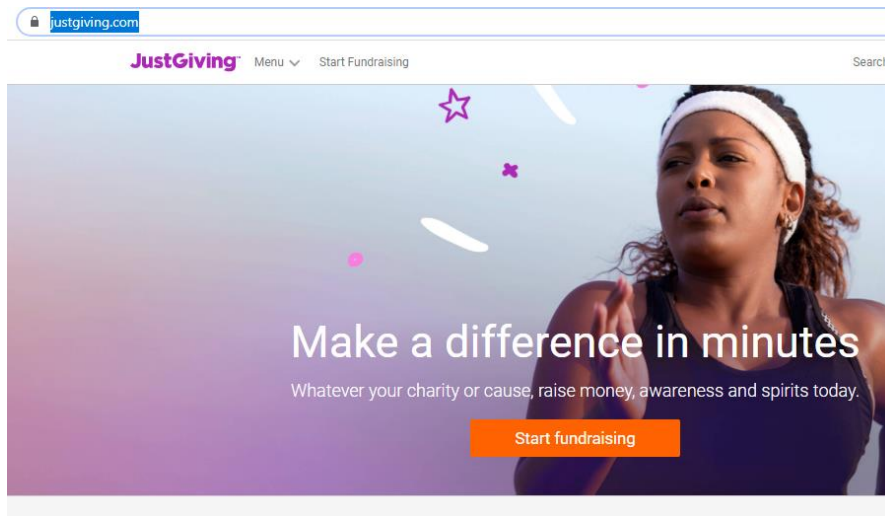 justgiving.com
JustGiving™ Menu Start Fundraising Search
Make a difference in minutes
Whatever your charity or cause, raise money, awareness and spirits today.
Start fundraising